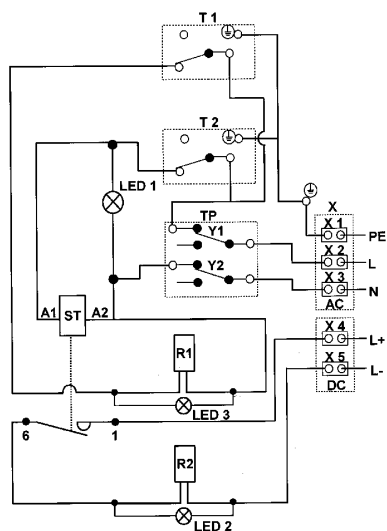 T 1
T 2
LED 1
TP
X
Y1
X 1
PE
X 2
L
Y2
X 3
N
AC
A1
ST
A2
X 4
L+
R1
X 5
L-
DC
LED 3
6
1
R2
LED 2